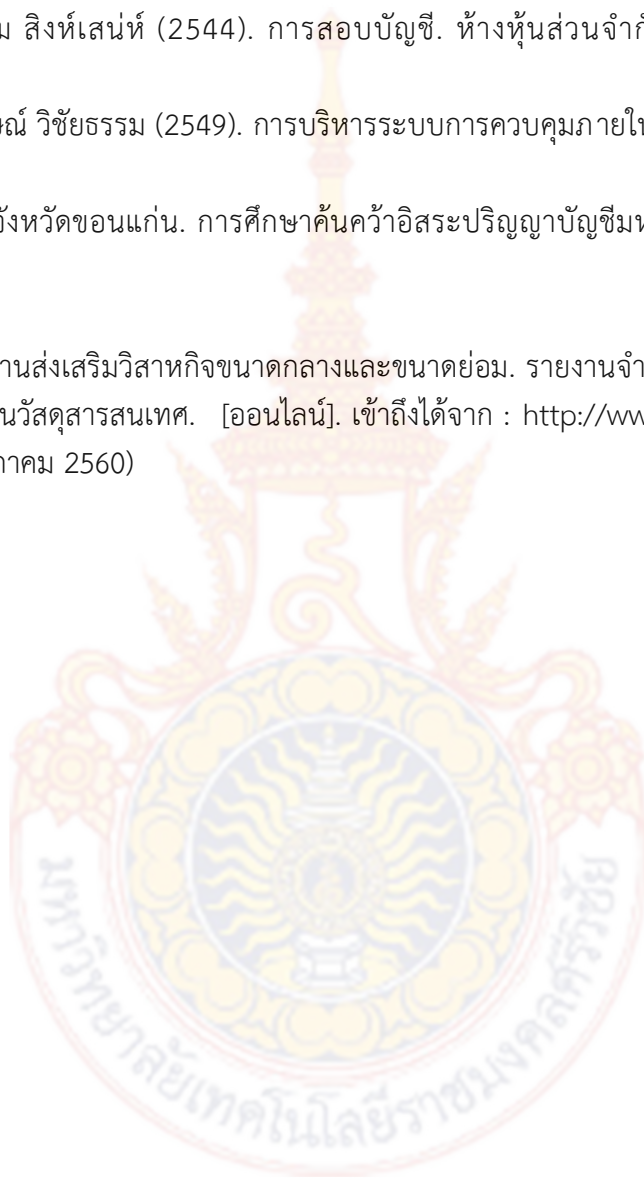 ม สิงห์เสน่ห์ (2544). การสอบบัญชี. ห้างหุ้นส่วนจำกั
ษณ์ วิชัยธรรม (2549). การบริหารระบบการควบคุมภายใน
จังหวัดขอนแก่น. การศึกษาค้นคว้าอิสระปริญญาบัญชีมห
านส่งเสริมวิสาหกิจขนาดกลางและขนาดย่อม. รายงานจำ
นวัสดุสารสนเทศ. [ออนไลน์]. เข้าถึงได้จาก : http://ww
าคม 2560)
มหาวิทยาลัยเทคโนโลยีราชมงคลศรีวิชัย